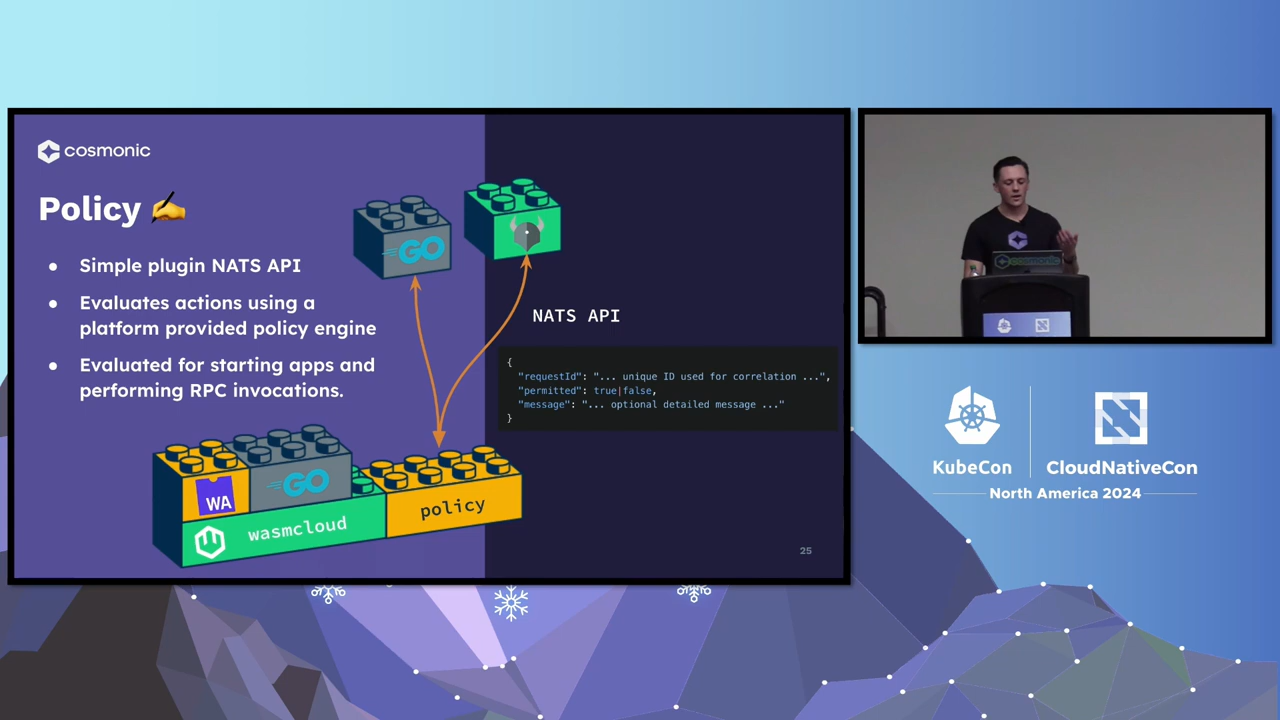 cosmonic
Policy ✍️
● Simple plugin NATS API
● Evaluates actions using a
platform provided policy engine
● Evaluated for starting apps and
performing RPC invocations.
GO
NATS API
{
"requestId": "... unique ID used for correlation ...",
"permitted": true|false,
"message": "... optional detailed message ..."
}
WA
GO
wasmcloud
policy
25
cosmonic
KubeCon
CloudNativeCon
North America 2024